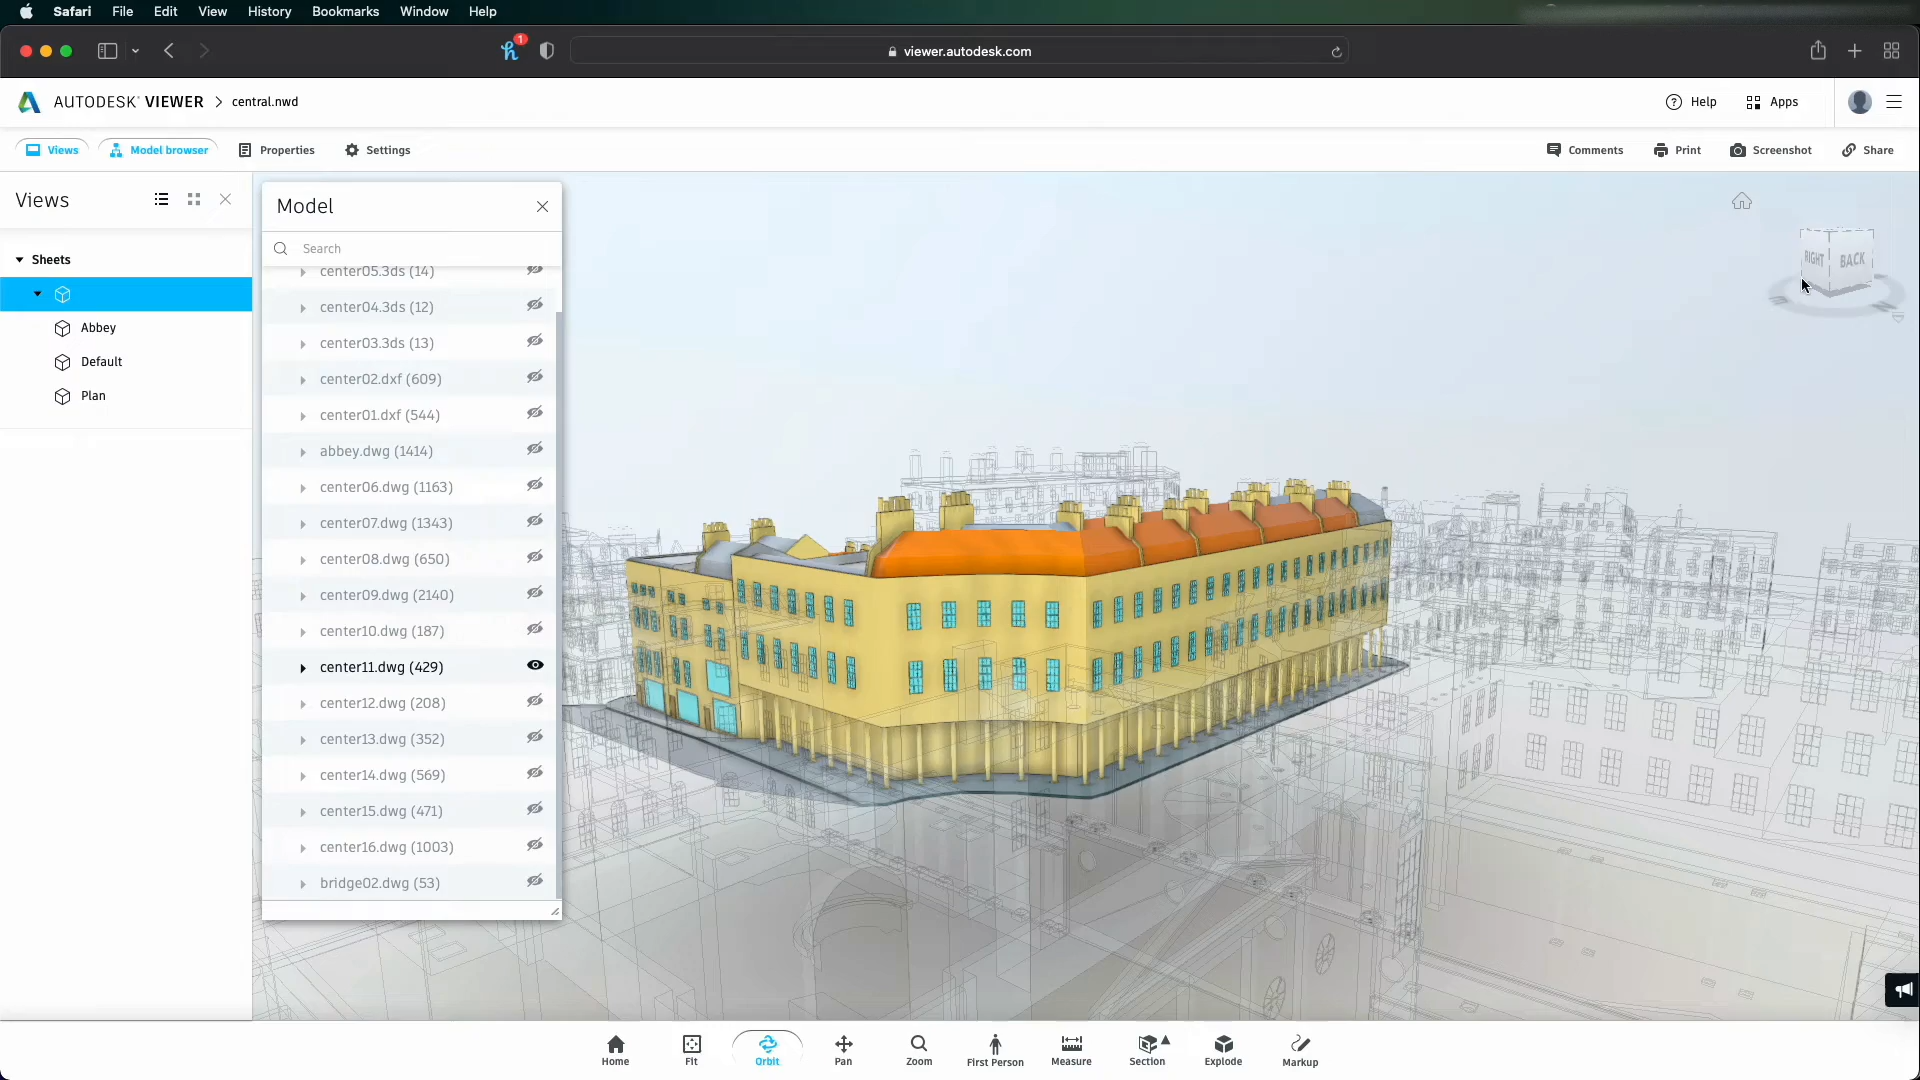 Safari File Edit View History Bookmarks Window Help
1
viewer.autodesk.com
AUTODESK VIEWER > central.nwd
Help
Apps
Views
Model browser
Properties
Settings
Comments
Print
Screenshot
Share
Views
Sheets
Abbey
Default
Plan
Model
Search
center05.3ds (14)
center04.3ds (12)
center03.3ds (13)
center02.dxf (609)
center01.dxf (544)
abbey.dwg (1414)
center06.dwg (1163)
center07.dwg (1343)
center08.dwg (650)
center09.dwg (2140)
center10.dwg (187)
center11.dwg (429)
center12.dwg (208)
center13.dwg (352)
center14.dwg (569)
center15.dwg (471)
center16.dwg (1003)
bridge02.dwg (53)
RIGHT
BACK
Home
Fit
Orbit
Pan
Zoom
First Person
Measure
Section
Explode
Markup